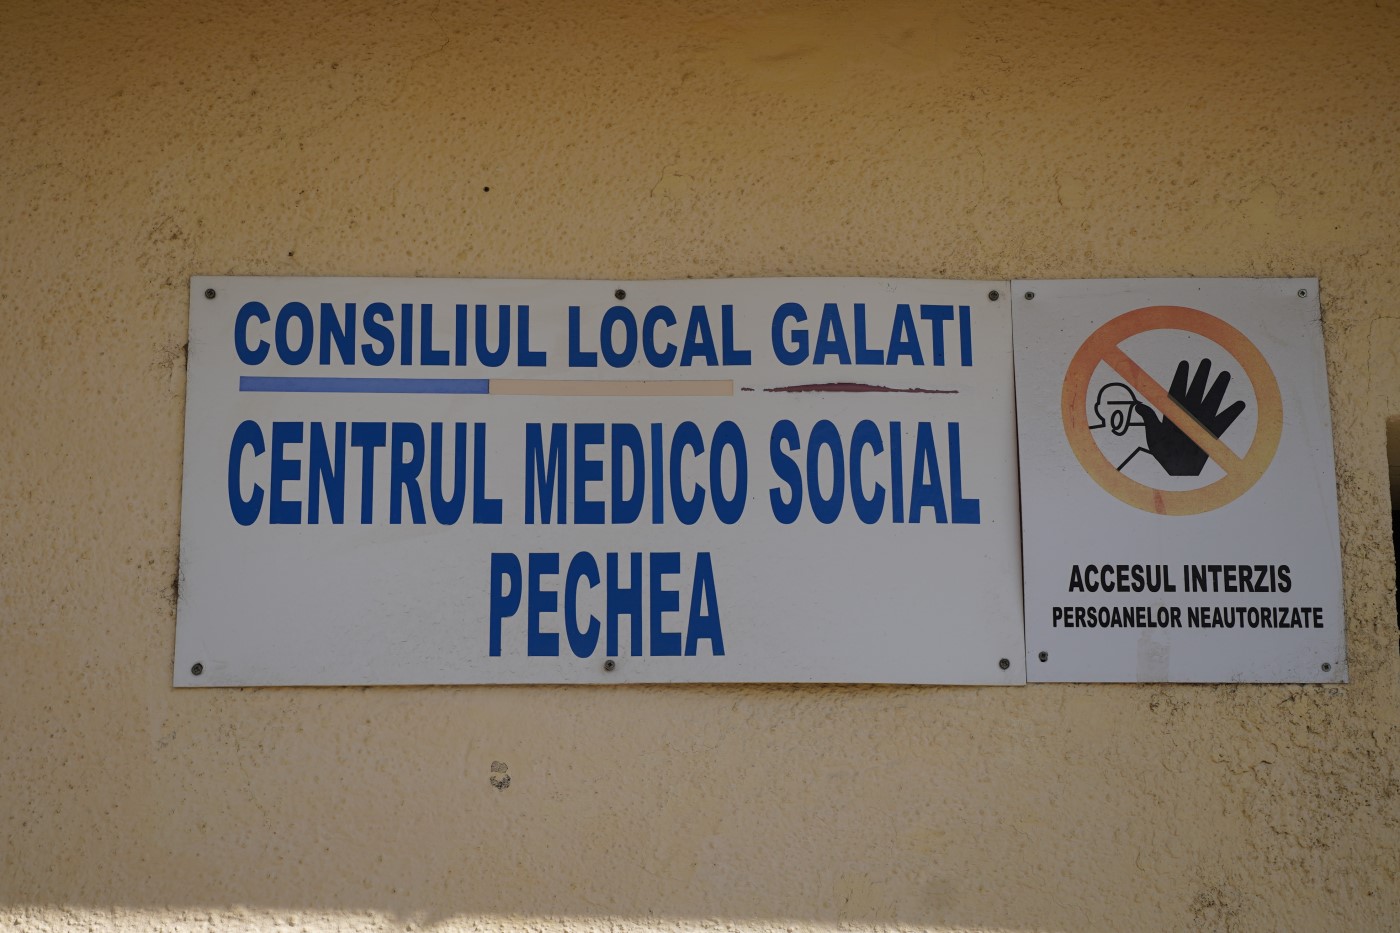 CONSILIUL LOCAL GALATI
CENTRUL MEDICO SOCIAL
PECHEA
ACCESUL INTERZIS
PERSOANELOR NEAUTORIZATE